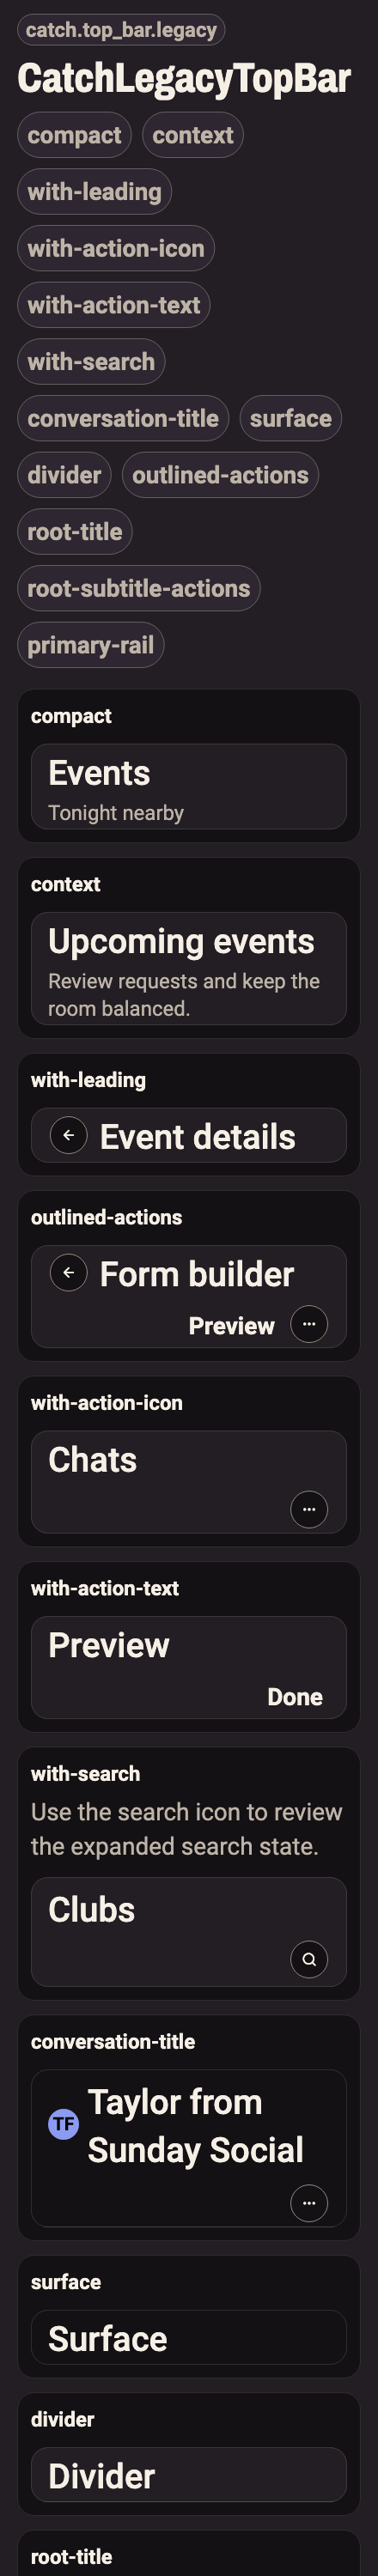 catch.top_bar.legacy
CatchLegacyTopBar
compact context
with-leading
with-action-icon
with-action-text
with-search
conversation-title surface
divider outlined-actions
root-title
root-subtitle-actions
primary-rail
compact
Events
Tonight nearby
context
Upcoming events
Review requests and keep the
room balanced.
with-leading
Event details
outlined-actions
Form builder
Preview
with-action-icon
Chats
with-action-text
Preview
Done
with-search
Use the search icon to review
the expanded search state.
Clubs
conversation-title
TF
Taylor from
Sunday Social
surface
Surface
divider
Divider
root-title